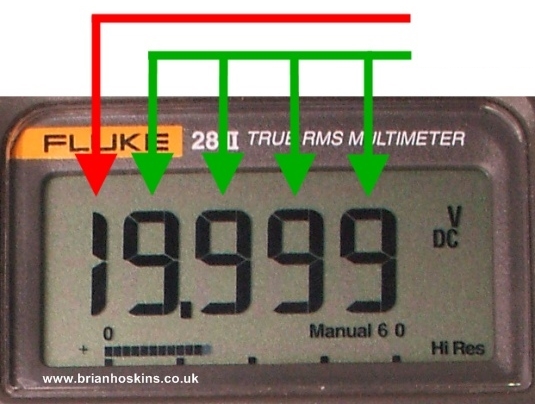 FLUKE 28 II TRUE RMS MULTIMETER
19.999 V DC
0 Manual 6 0
+ Hi Res
www.brianhoskins.co.uk